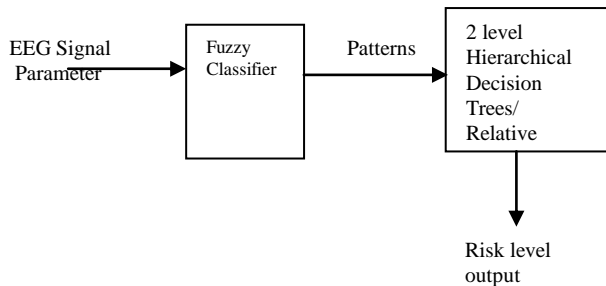 EEG Signal
Parameter
Fuzzy
Classifier
Patterns
2 level
Hierarchical
Decision
Trees/
Relative
Risk level
output